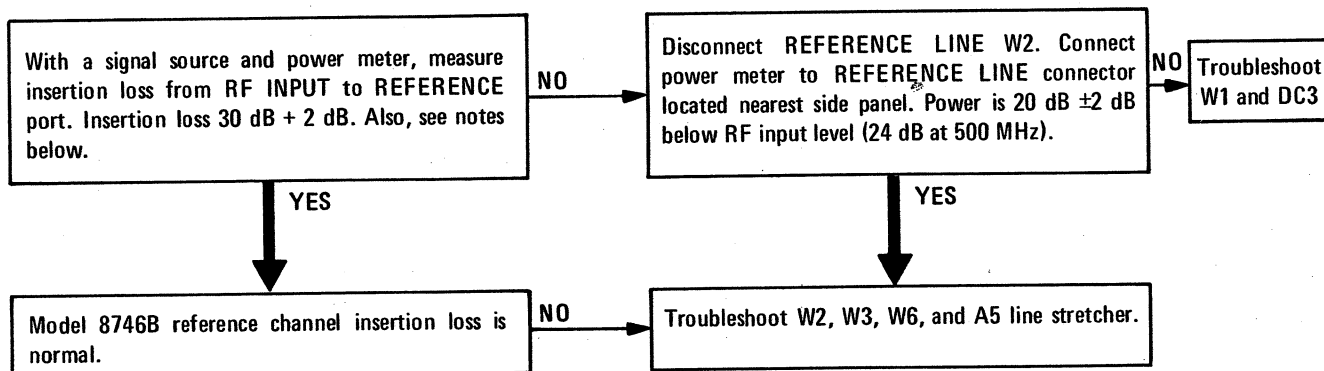 With a signal source and power meter, measure
insertion loss from RF INPUT to REFERENCE
port. Insertion loss 30 dB + 2 dB. Also, see notes
below.
NO
Disconnect REFERENCE LINE W2. Connect
power meter to REFERENCE LINE connector
located nearest side panel. Power is 20 dB ±2 dB
below RF input level (24 dB at 500 MHz).
NO
Troubleshoot
W1 and DC3
YES
YES
Model 8746B reference channel insertion loss is
normal.
NO
Troubleshoot W2, W3, W6, and A5 line stretcher.